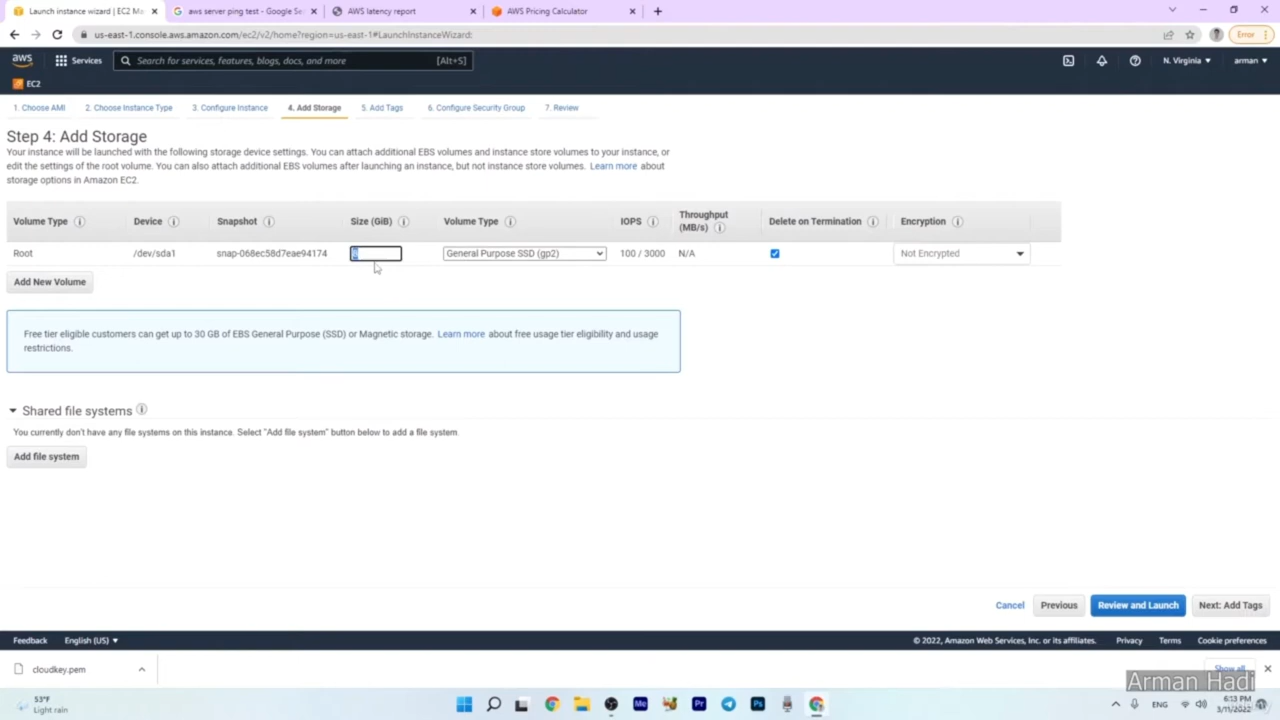 Launch instance wizard | EC2 Ma
aws server ping test - Google Se
AWS latency report
AWS Pricing Calculator
us-east-1.console.aws.amazon.com/ec2/v2/home?region=us-east-1#LaunchInstanceWizard:
Error
aws
Services
Search for services, features, blogs, docs, and more
[Alt+S]
N. Virginia
arman
EC2
1. Choose AMI
2. Choose Instance Type
3. Configure Instance
4. Add Storage
5. Add Tags
6. Configure Security Group
7. Review
Step 4: Add Storage
Your instance will be launched with the following storage device settings. You can attach additional EBS volumes and instance store volumes to your instance, or
edit the settings of the root volume. You can also attach additional EBS volumes after launching an instance, but not instance store volumes. Learn more about
storage options in Amazon EC2.
Volume Type
Device
Snapshot
Size (GiB)
Volume Type
IOPS
Throughput
(MB/s)
Delete on Termination
Encryption
Root
/dev/sda1
snap-068ec58d7eae94174
General Purpose SSD (gp2)
100 / 3000
N/A
Not Encrypted
Add New Volume
Free tier eligible customers can get up to 30 GB of EBS General Purpose (SSD) or Magnetic storage. Learn more about free usage tier eligibility and usage
restrictions.
Shared file systems
You currently don't have any file systems on this instance. Select "Add file system" button below to add a file system.
Add file system
Cancel
Previous
Review and Launch
Next: Add Tags
Feedback
English (US)
© 2022, Amazon Web Services, Inc. or its affiliates.
Privacy
Terms
Cookie preferences
cloudkey.pem
Show all
Arman Hadi
53°F
Light rain
ENG
6:13 PM
3/11/2022